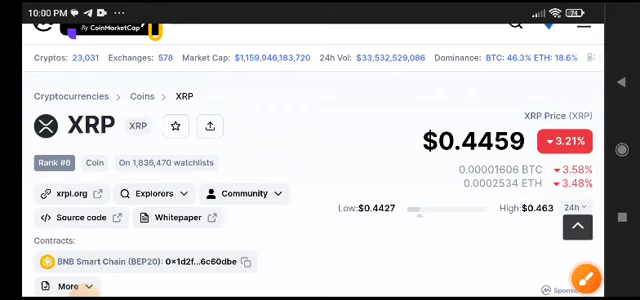 10:00 PM
74
By CoinMarketCap
Cryptos: 23,031 Exchanges: 578 Market Cap: $1,159,946,183,720 24h Vol: $33,532,529,086 Dominance: BTC: 46.3% ETH: 18.6%
Cryptocurrencies > Coins > XRP
XRP XRP
Rank #6 Coin On 1,836,470 watchlists
xrpl.org Explorers Community
Source code Whitepaper
Contracts:
BNB Smart Chain (BEP20): 0x1d2f...6c60dbe
More
XRP Price (XRP)
$0.4459 3.21%
0.00001606 BTC 3.58%
0.0002534 ETH 3.48%
Low:$0.4427 High:$0.463 24h
Sponso